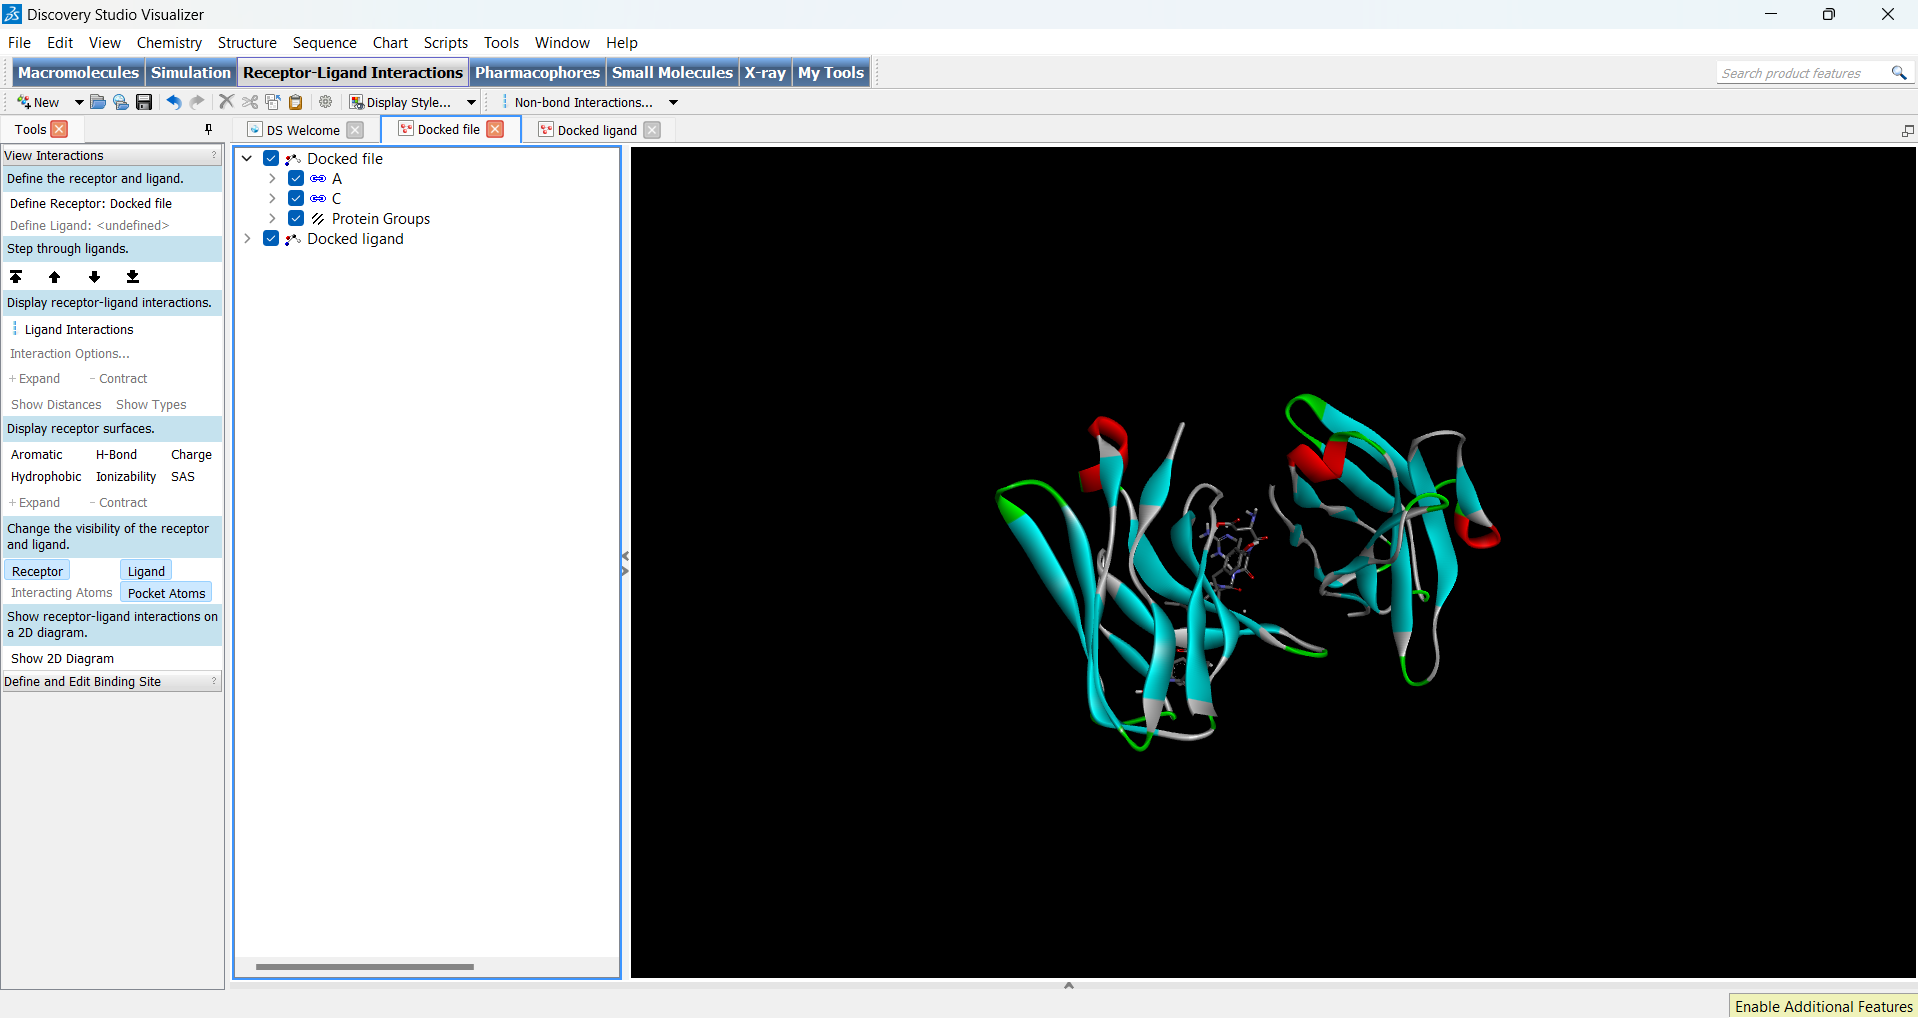 Discovery Studio Visualizer
File Edit View Chemistry Structure Sequence Chart Scripts Tools Window Help
Macromolecules Simulation Receptor-Ligand Interactions Pharmacophores Small Molecules X-ray My Tools
Search product features
New Display Style... Non-bond Interactions...
Tools DS Welcome Docked file Docked ligand
View Interactions ?
Define the receptor and ligand.
Define Receptor: Docked file
Define Ligand: <undefined>
Step through ligands.
Display receptor-ligand interactions.
Ligand Interactions
Interaction Options...
+ Expand - Contract
Show Distances Show Types
Display receptor surfaces.
Aromatic H-Bond Charge
Hydrophobic Ionizability SAS
+ Expand - Contract
Change the visibility of the receptor
and ligand.
Receptor Ligand
Interacting Atoms Pocket Atoms
Show receptor-ligand interactions on
a 2D diagram.
Show 2D Diagram
Define and Edit Binding Site ?
Docked file
A
C
Protein Groups
Docked ligand
Enable Additional Features